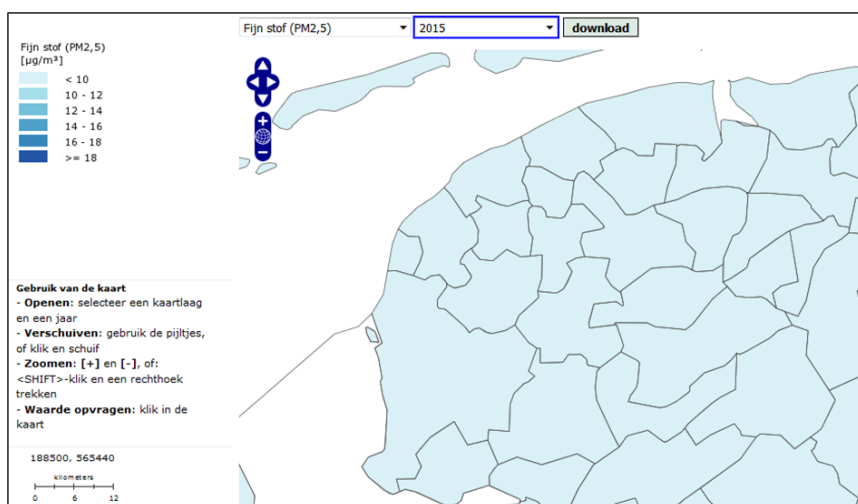 Fijn stof (PM2,5) 2015 download
Fijn stof (PM2,5)
[µg/m³]
< 10
10 - 12
12 - 14
14 - 16
16 - 18
>= 18
Gebruik van de kaart
- Openen: selecteer een kaartlaag
en een jaar
- Verschuiven: gebruik de pijltjes,
of klik en schuif
- Zoomen: [+] en [-], of:
<SHIFT>-klik en een rechthoek
trekken
- Waarde opvragen: klik in de
kaart
188500, 565440
kilometers
0 6 12